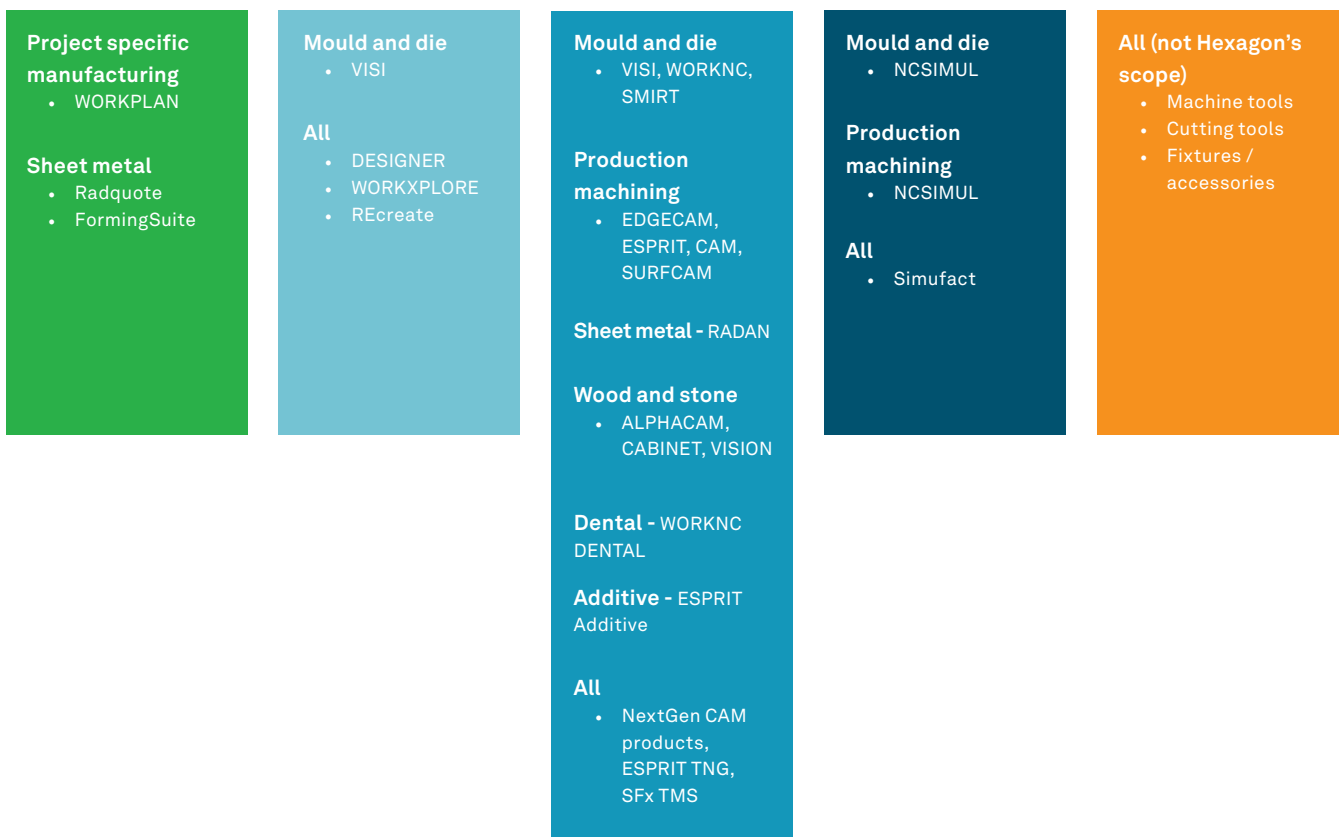 Project specific
manufacturing
• WORKPLAN
Sheet metal
• Radquote
• FormingSuite
Mould and die
• VISI
All
• DESIGNER
• WORKXPLORE
• REcreate
Mould and die
• VISI, WORKNC,
SMIRT
Production
machining
• EDGECAM,
ESPRIT, CAM,
SURFCAM
Sheet metal - RADAN
Wood and stone
• ALPHACAM,
CABINET, VISION
Dental - WORKNC
DENTAL
Additive - ESPRIT
Additive
All
• NextGen CAM
products,
ESPRIT TNG,
SFx TMS
Mould and die
• NCSIMUL
Production
machining
• NCSIMUL
All
• Simufact
All (not Hexagon’s
scope)
• Machine tools
• Cutting tools
• Fixtures /
accessories